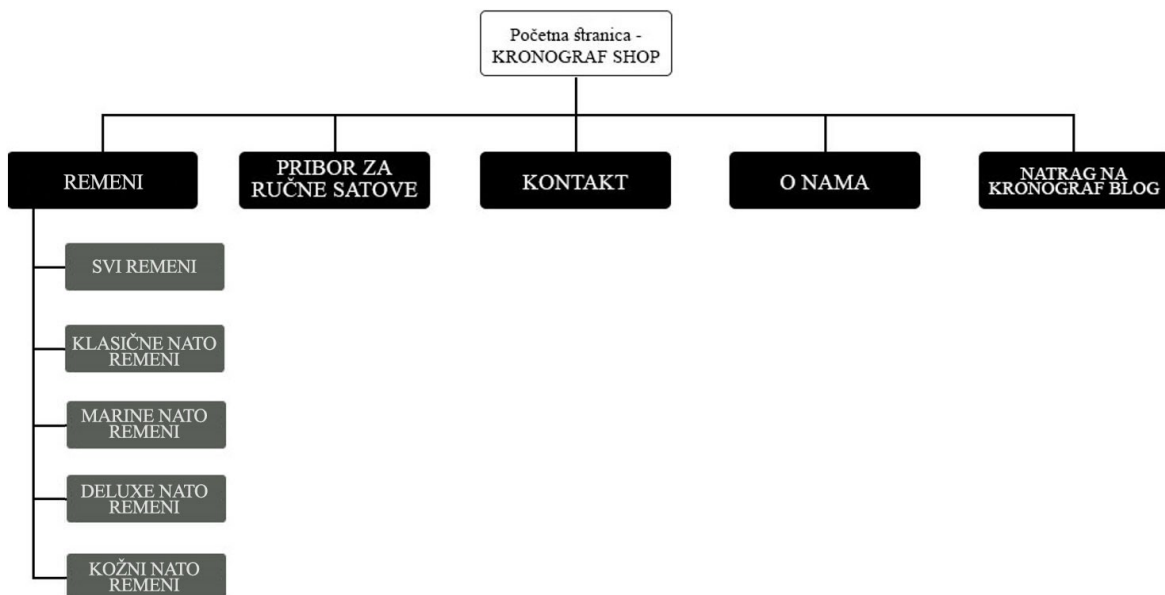 Početna stranica -
KRONOGRAF SHOP
REMENI
PRIBOR ZA
RUČNE SATOVE
KONTAKT
O NAMA
NATRAG NA
KRONOGRAF BLOG
SVI REMENI
KLASIČNE NATO
REMENI
MARINE NATO
REMENI
DELUXE NATO
REMENI
KOŽNI NATO
REMENI